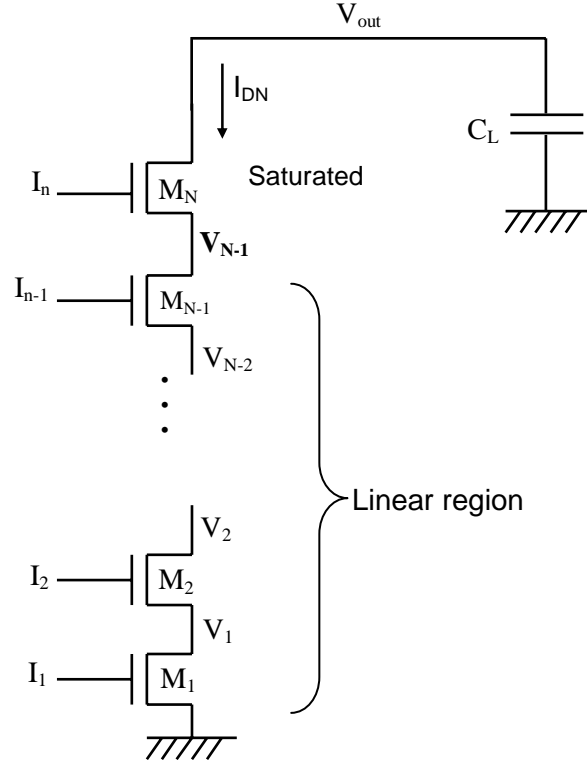 V_out
I_DN
C_L
Saturated
I_n
M_N
V_N-1
I_n-1
M_N-1
V_N-2
Linear region
V_2
I_2
M_2
V_1
I_1
M_1